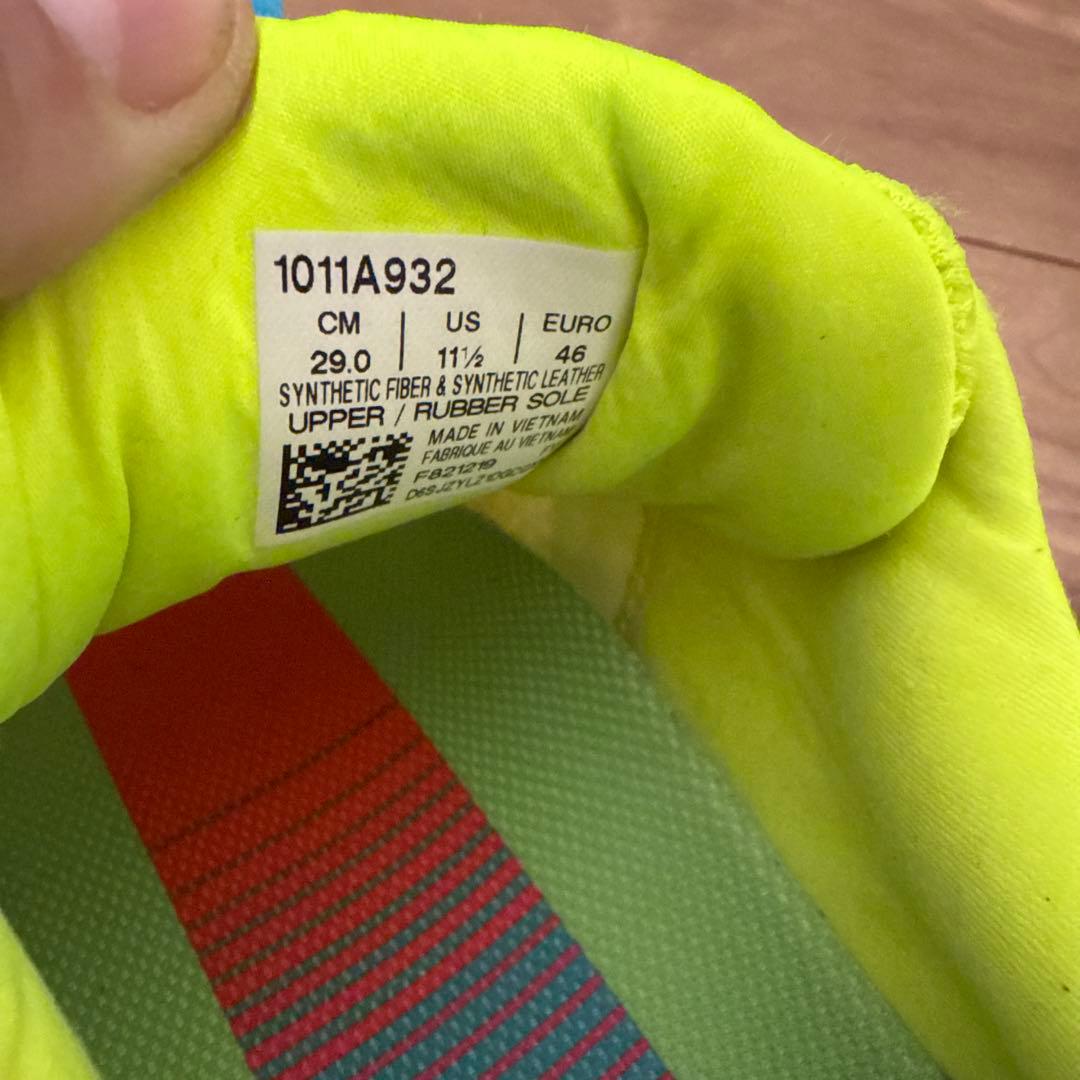 1011A932
CM | US | EURO
29.0 | 11½ | 46
SYNTHETIC FIBER & SYNTHETIC LEATHER
UPPER / RUBBER SOLE
MADE IN VIETNAM
FABRIQUE AU VIETNAM
F821219